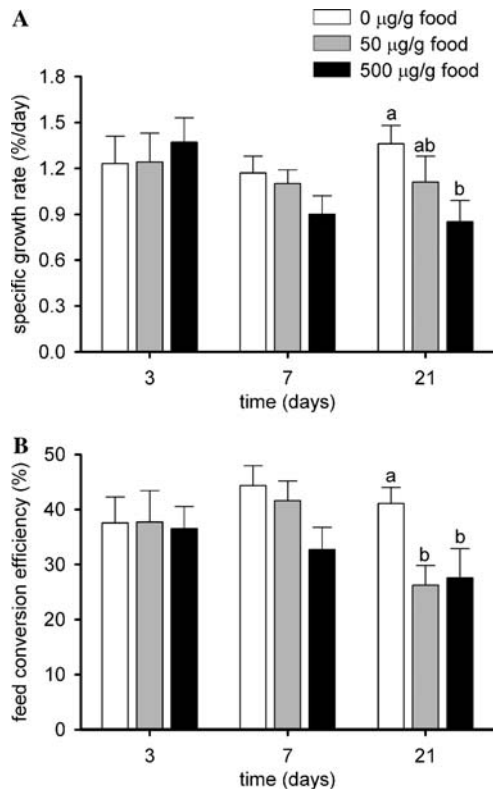 A
0 μg/g food
50 μg/g food
500 μg/g food
specific growth rate (%/day)
1.8
1.5
1.2
0.9
0.6
0.3
0.0
a
ab
b
3
7
21
time (days)
B
feed conversion efficiency (%)
50
40
30
20
10
0
a
b
b
3
7
21
time (days)